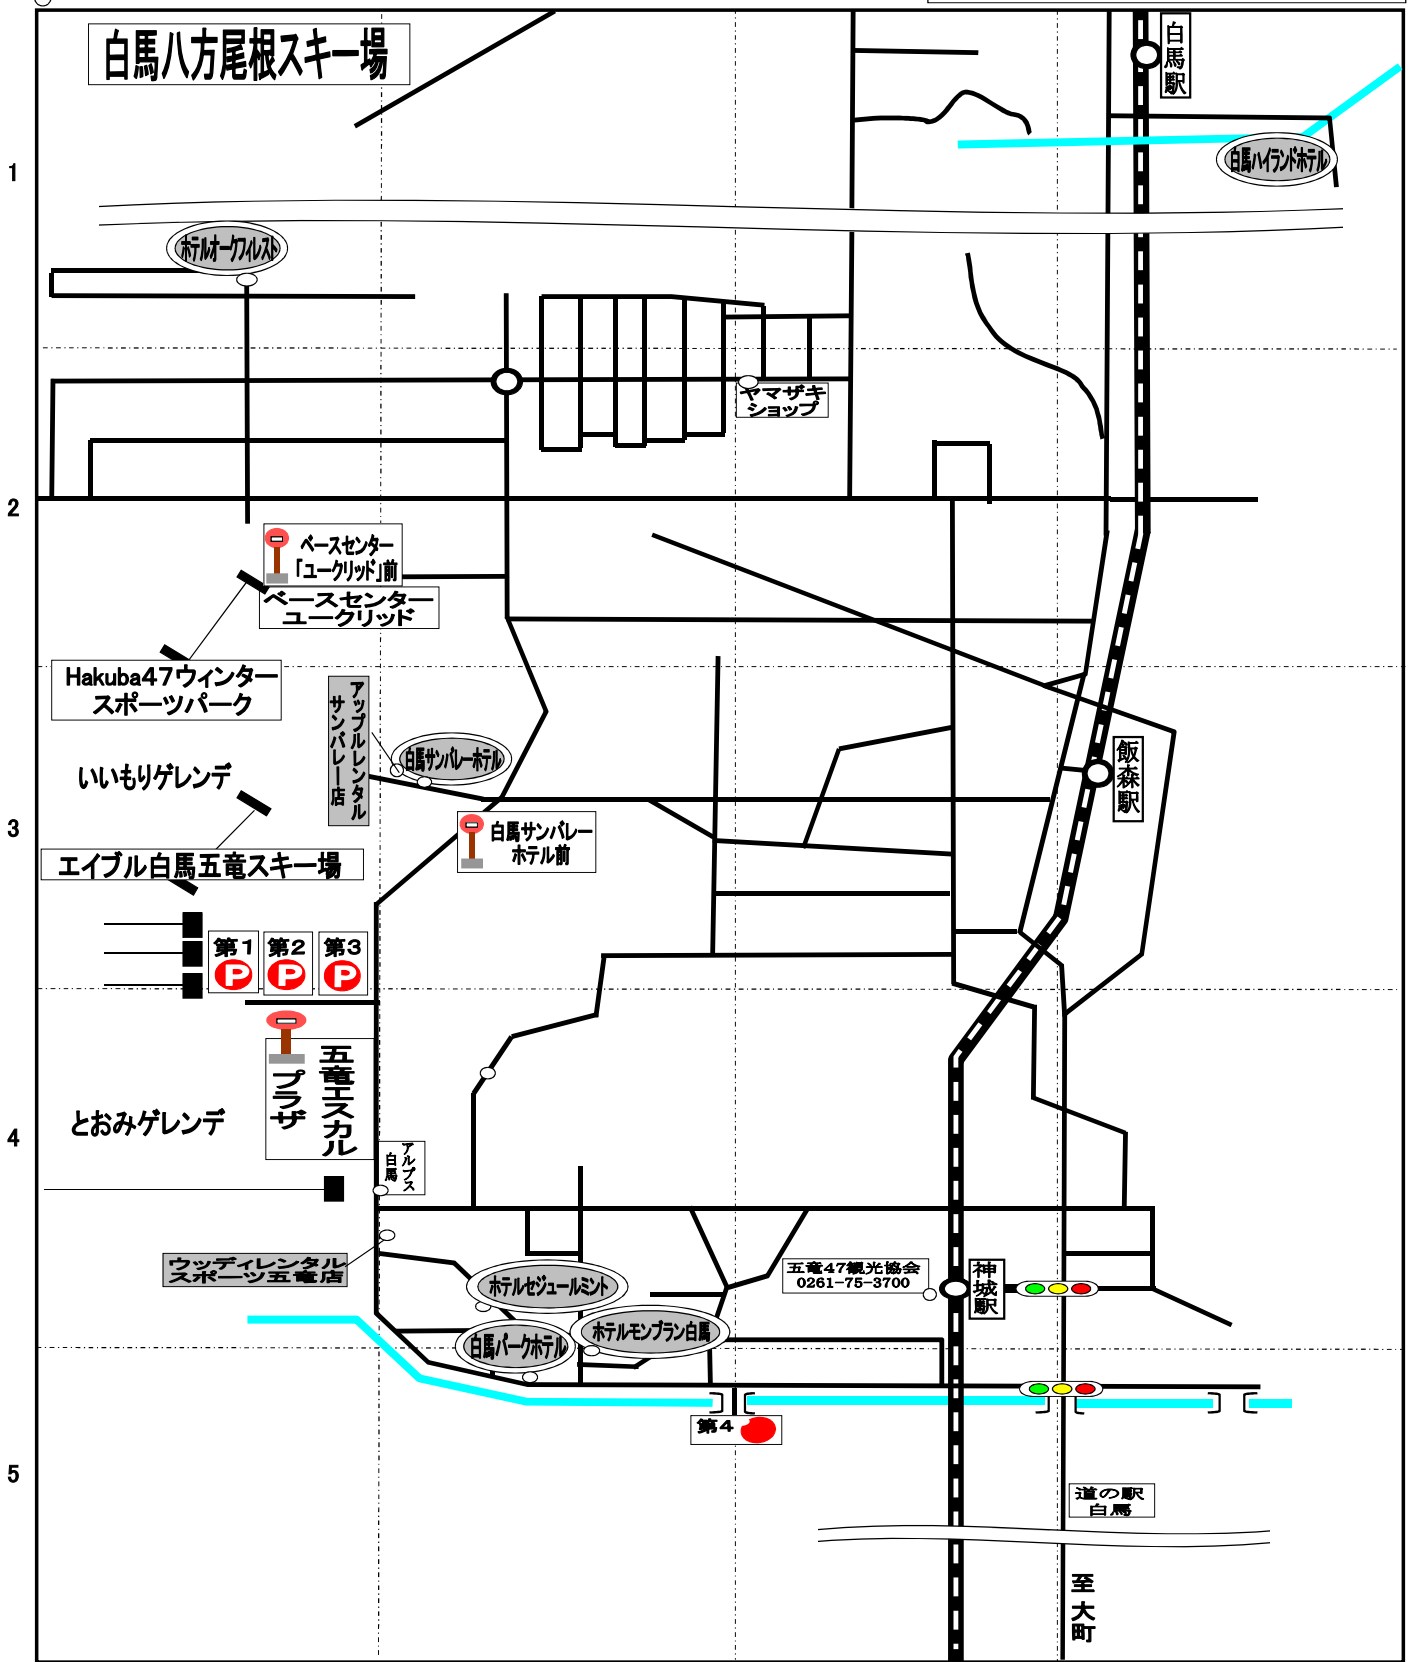 白馬八方尾根スキー場
白馬駅
1
白馬ハイランドホテル
ホテルオークフィレスト
ヤマザキ
ショップ
2
ベースセンター
「ユークリッド」前
ベースセンター
ユークリッド
Hakuba47ウィンター
スポーツパーク
アップルレンタル
サンバレー店
白馬サンバレーホテル
飯森駅
いいもりゲレンデ
3
白馬サンバレー
ホテル前
エイブル白馬五竜スキー場
第1
P
第2
P
第3
P
五竜エスカル
プラザ
とおみゲレンデ
4
アルプス
白馬
ウッディレンタル
スポーツ五竜店
五竜47観光協会
0261-75-3700
神城駅
ホテルセジュールミント
ホテルモンブラン白馬
白馬パークホテル
第4
5
道の駅
白馬
至大町